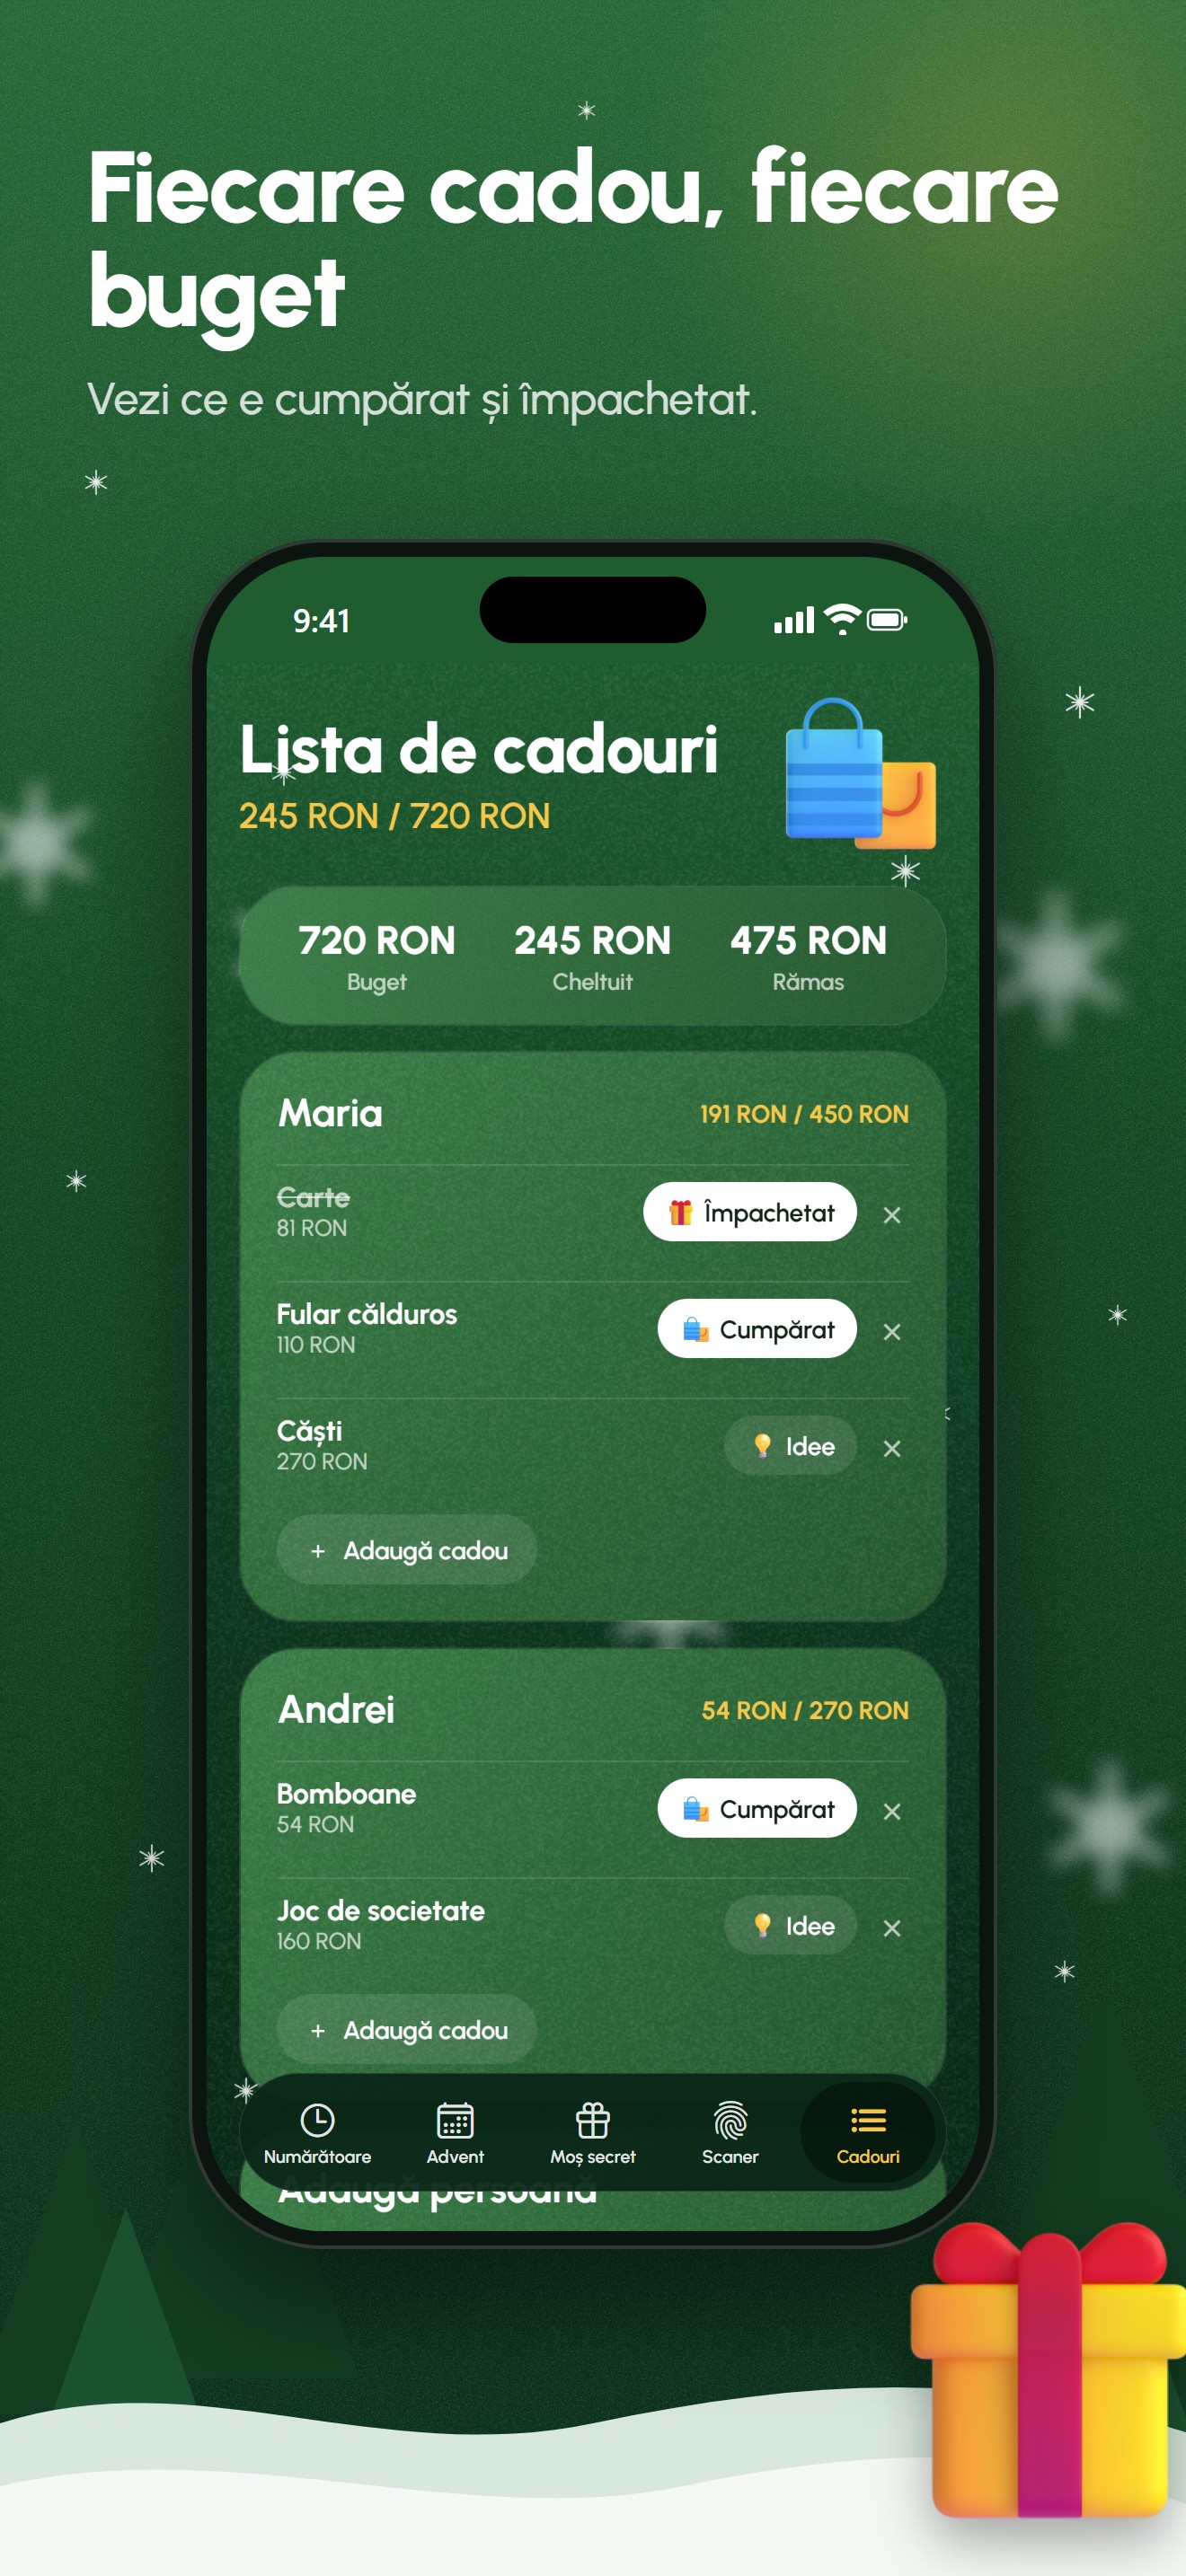 Fiecare cadou, fiecare
buget
Vezi ce e cumpărat și împachetat.
9:41
Lista de cadouri
245 RON / 720 RON
720 RON 245 RON 475 RON
Buget Cheltuit Rămas
Maria 191 RON / 450 RON
Carte
81 RON
Împachetat ×
Fular călduros
110 RON
Cumpărat ×
Căști
270 RON
Idee ×
+ Adaugă cadou
Andrei 54 RON / 270 RON
Bomboane
54 RON
Cumpărat ×
Joc de societate
160 RON
Idee ×
+ Adaugă cadou
Numărătoare Advent Moș secret Scaner Cadouri
Adaugă persoană